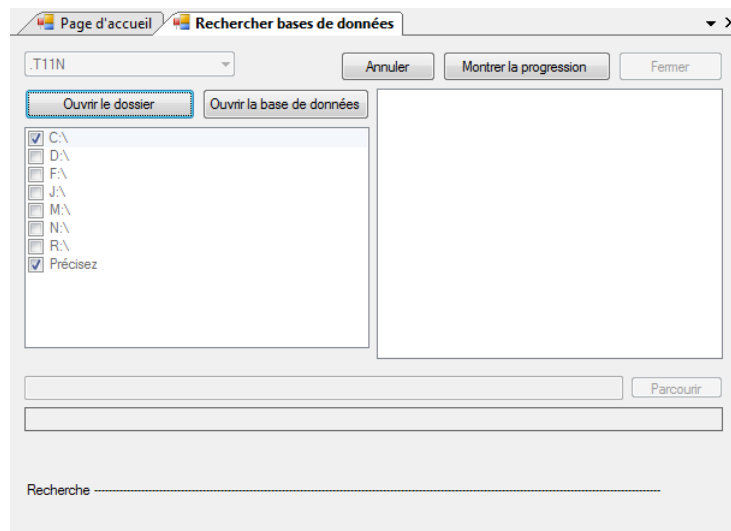 Page d'accueil Rechercher bases de données
.T11N Annuler Montrer la progression Fermer
Ouvrir le dossier Ouvrir la base de données
C:\
D:\
F:\
J:\
M:\
N:\
R:\
Précisez
Parcourir
Recherche